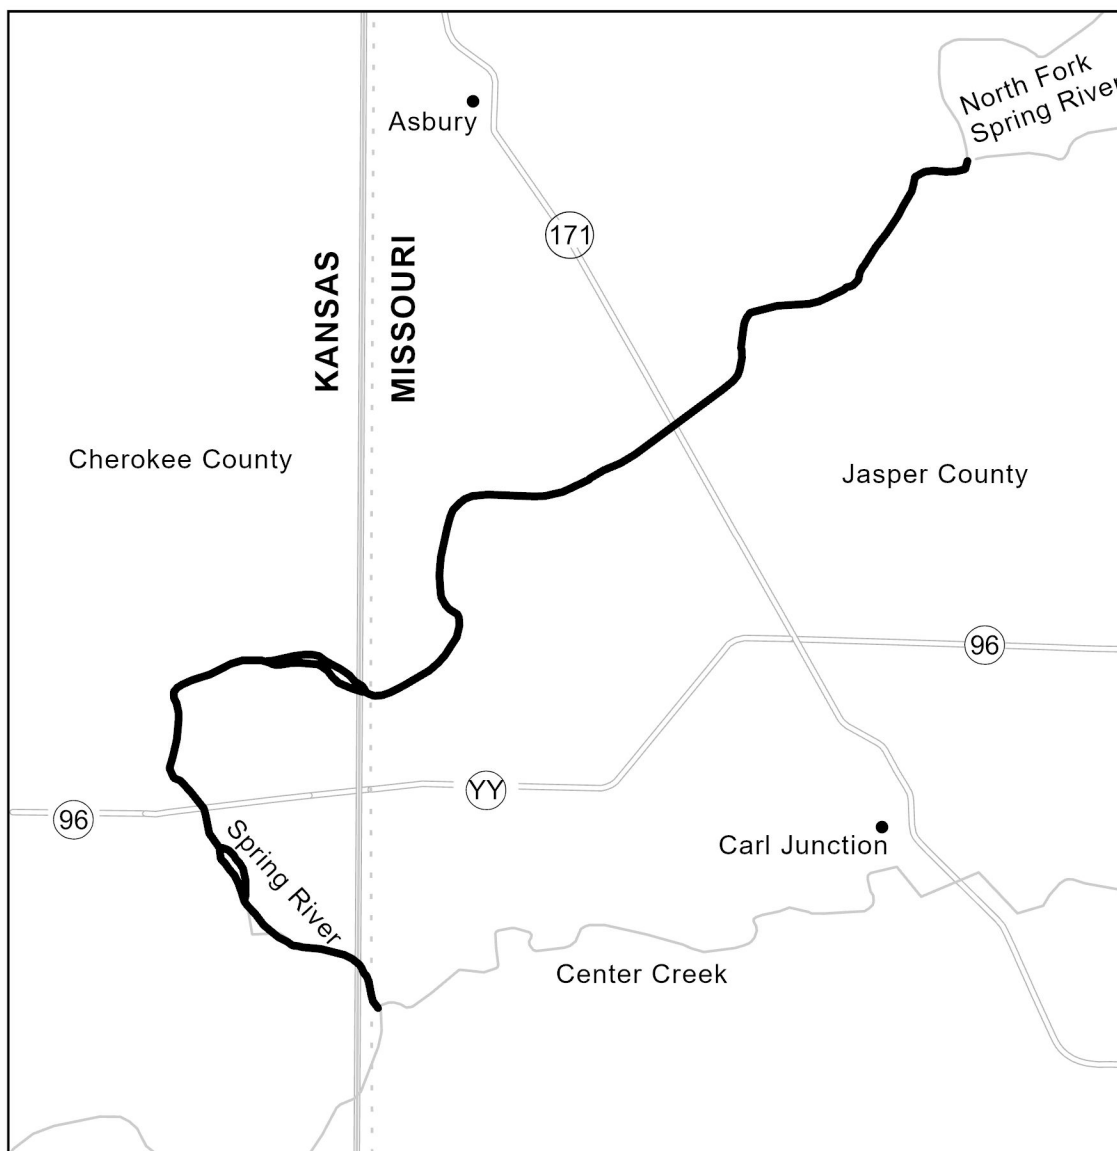 North Fork
Spring River
Asbury
171
KANSAS
MISSOURI
Cherokee County
Jasper County
96
YY
96
Spring River
Carl Junction
Center Creek